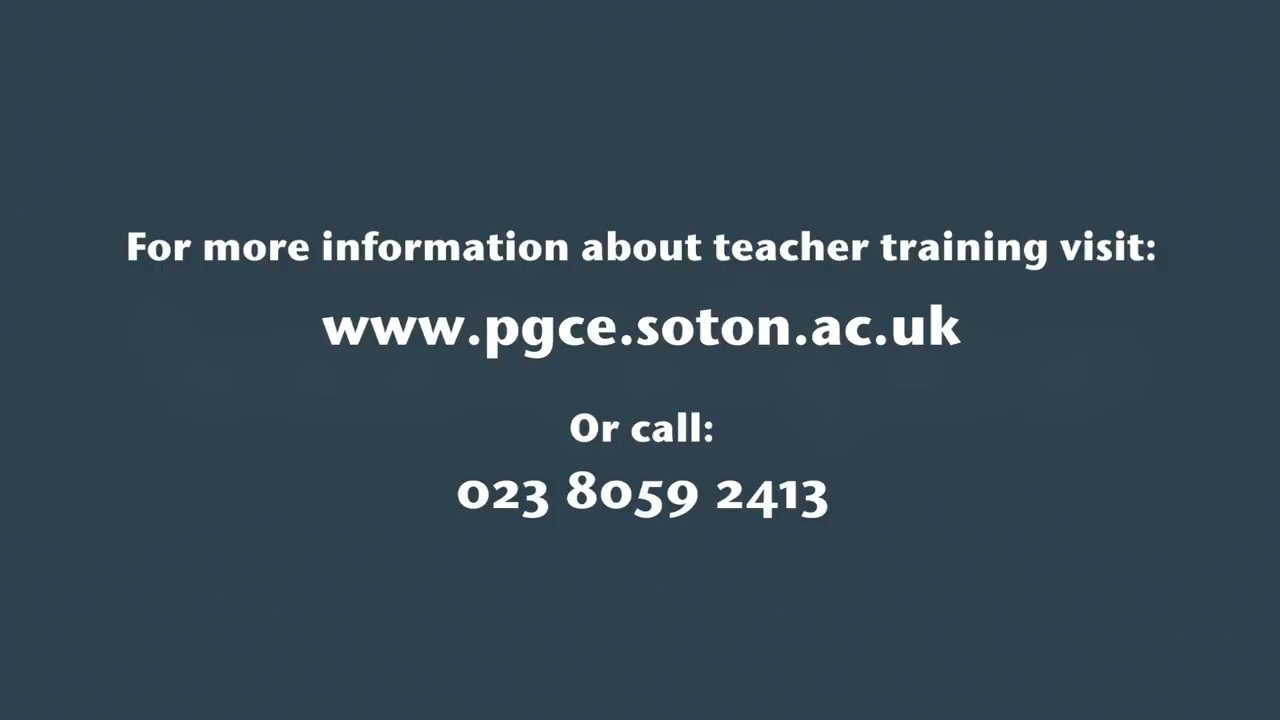 For more information about teacher training visit:
www.pgce.soton.ac.uk
Or call:
023 8059 2413